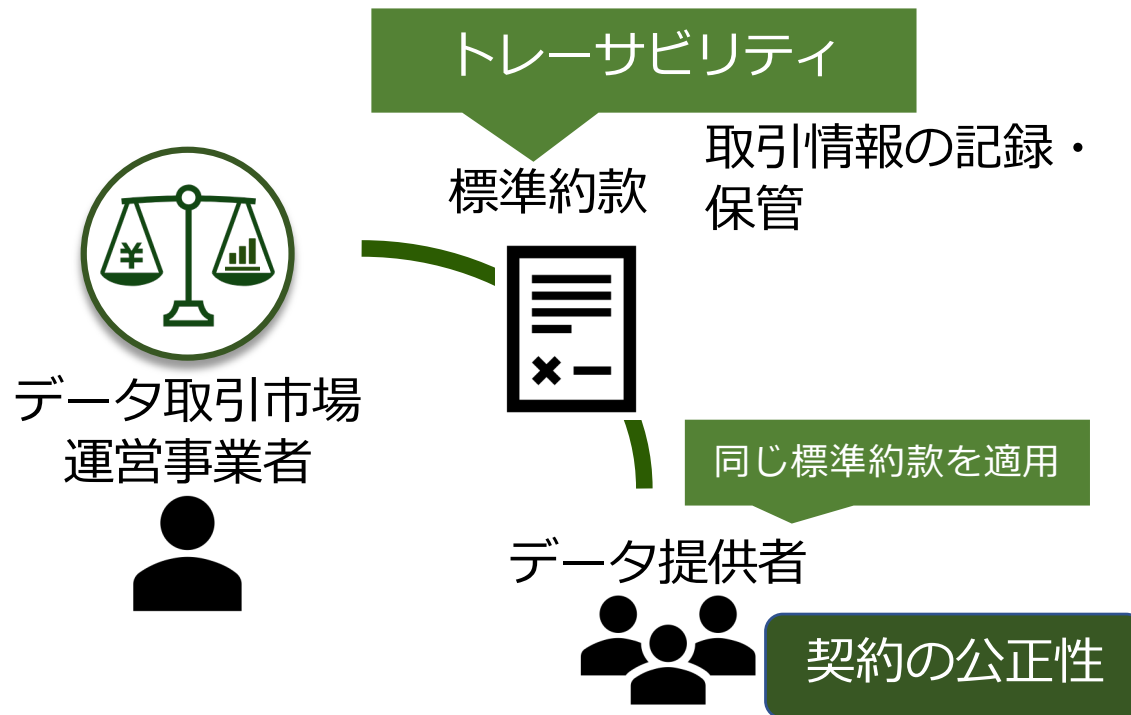 トレーサビリティ
取引情報の記録・
保管
標準約款
¥
データ取引市場
運営事業者
同じ標準約款を適用
データ提供者
契約の公正性